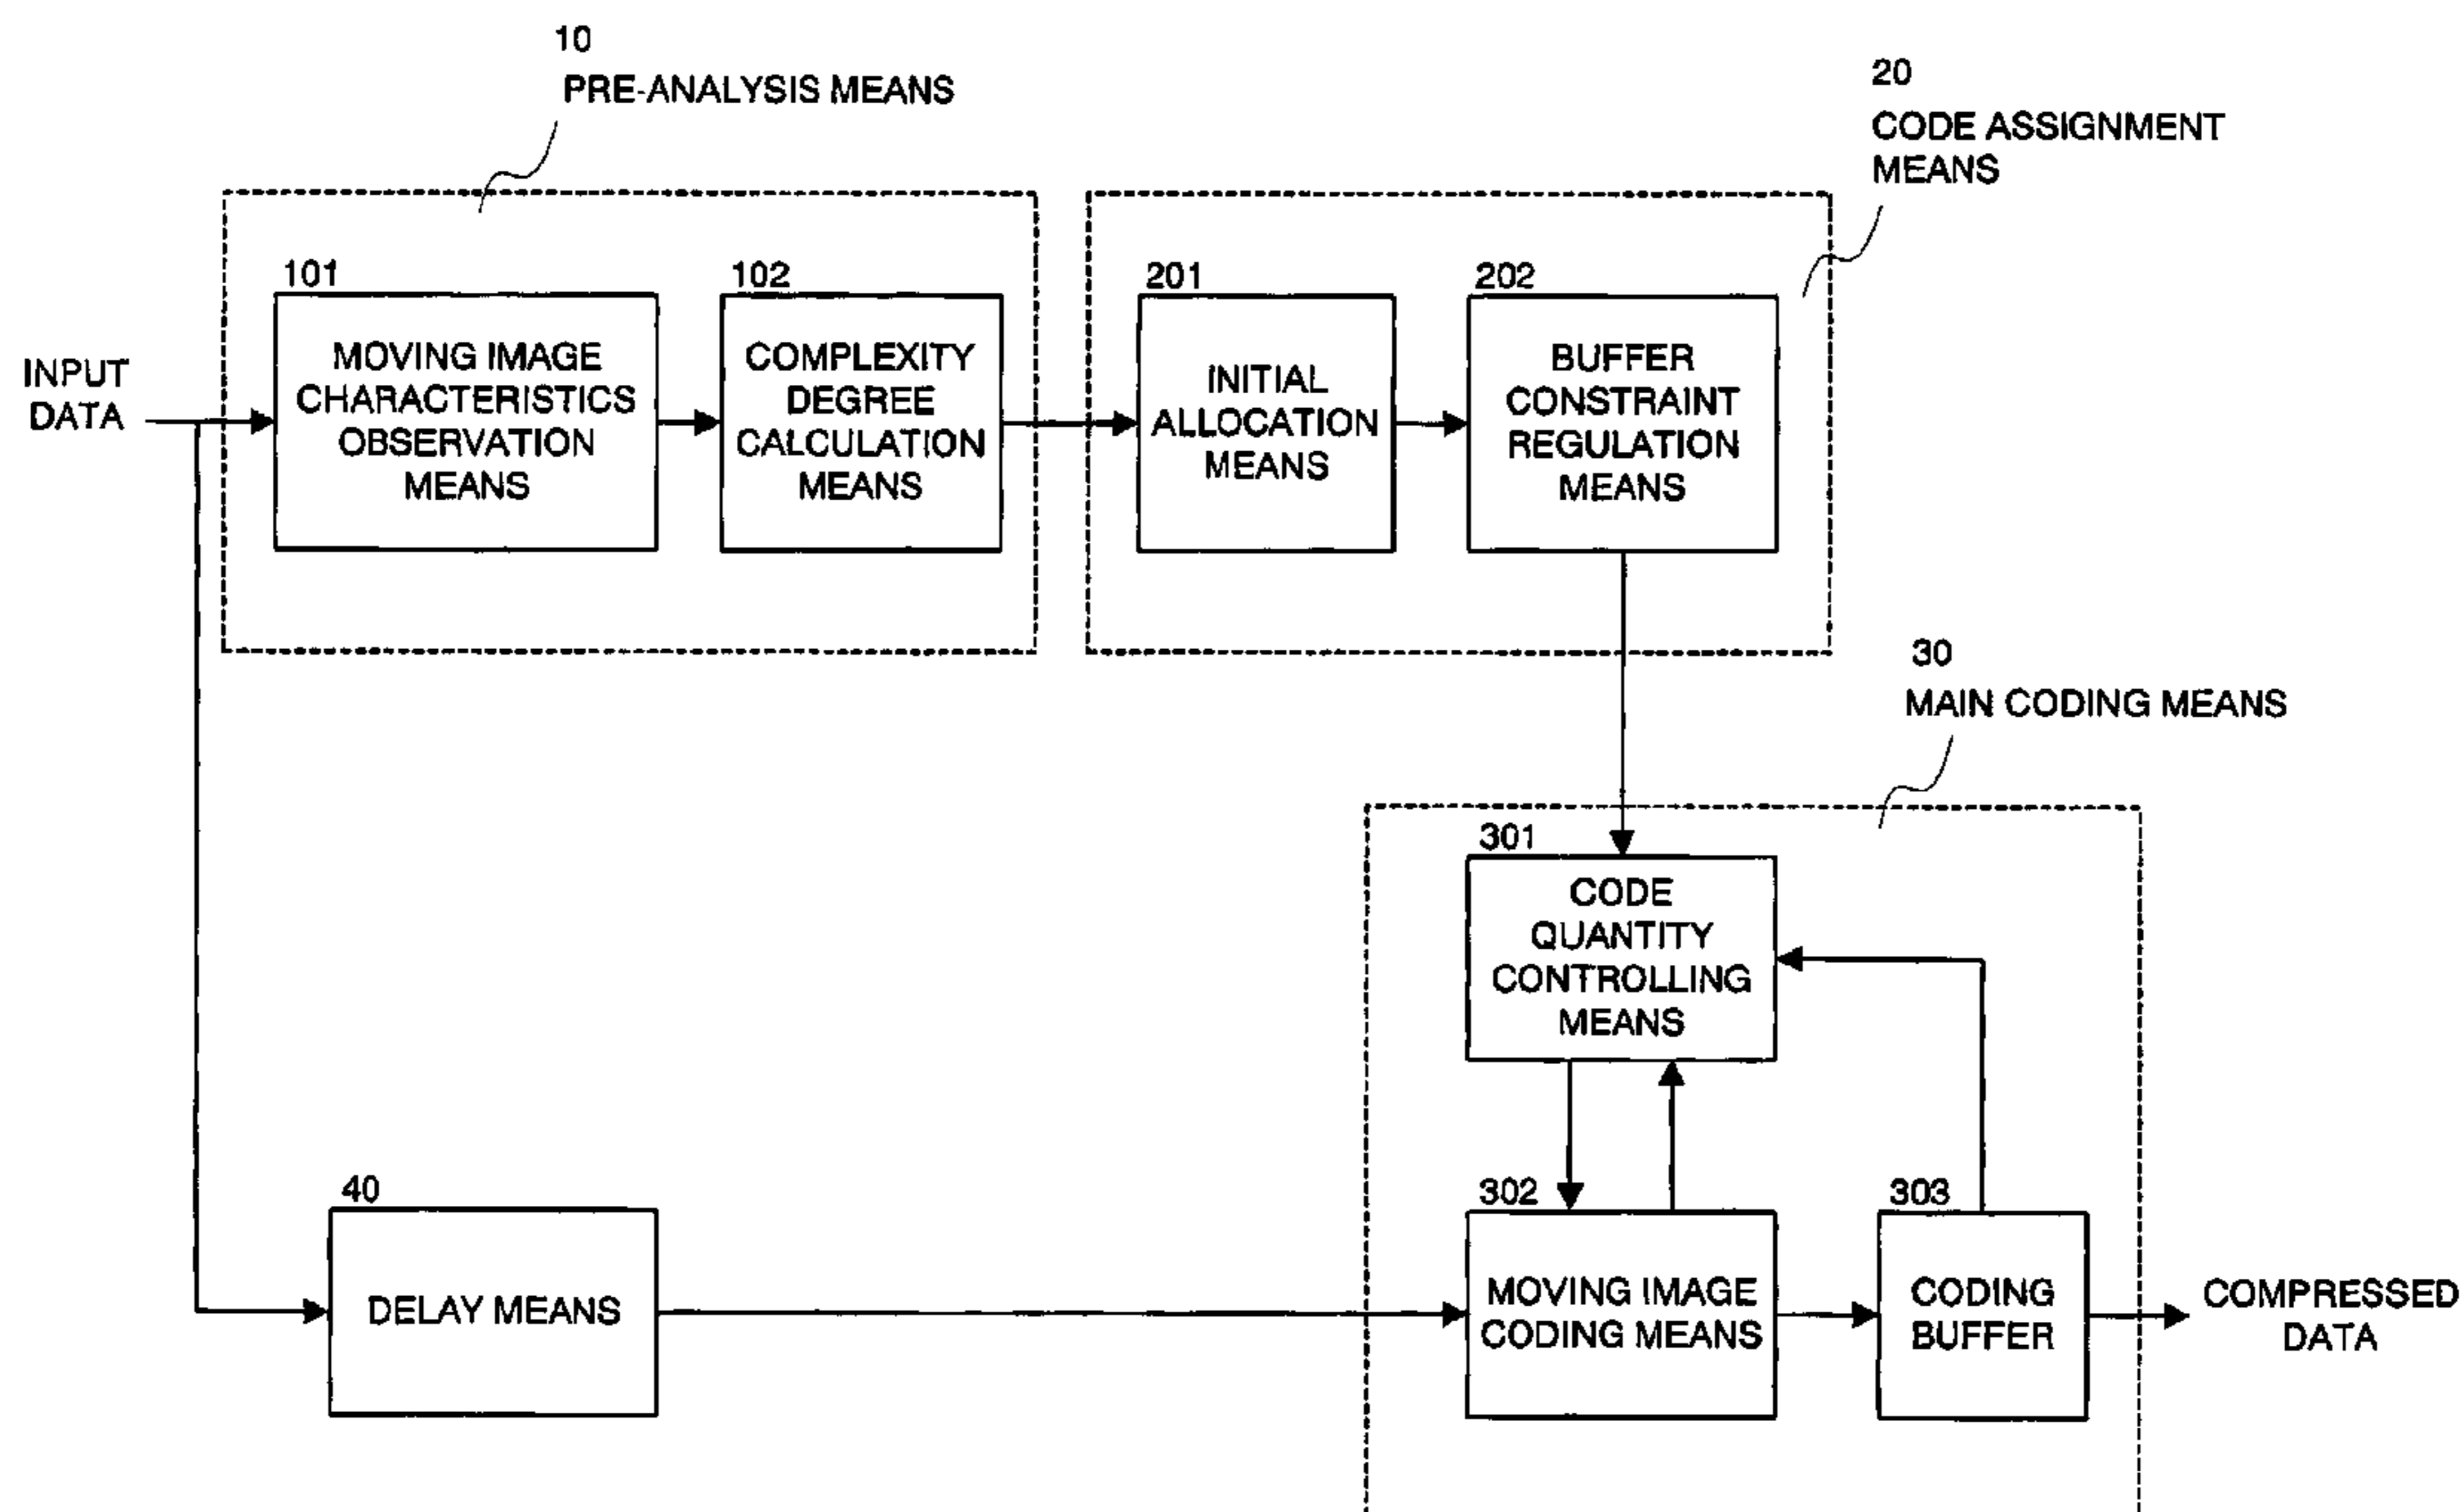 10
PRE-ANALYSIS MEANS
20
CODE ASSIGNMENT
MEANS
101
MOVING IMAGE
CHARACTERISTICS
OBSERVATION
MEANS
102
COMPLEXITY
DEGREE
CALCULATION
MEANS
201
INITIAL
ALLOCATION
MEANS
202
BUFFER
CONSTRAINT
REGULATION
MEANS
INPUT
DATA
30
MAIN CODING MEANS
301
CODE
QUANTITY
CONTROLLING
MEANS
40
DELAY MEANS
302
MOVING IMAGE
CODING MEANS
303
CODING
BUFFER
COMPRESSED
DATA